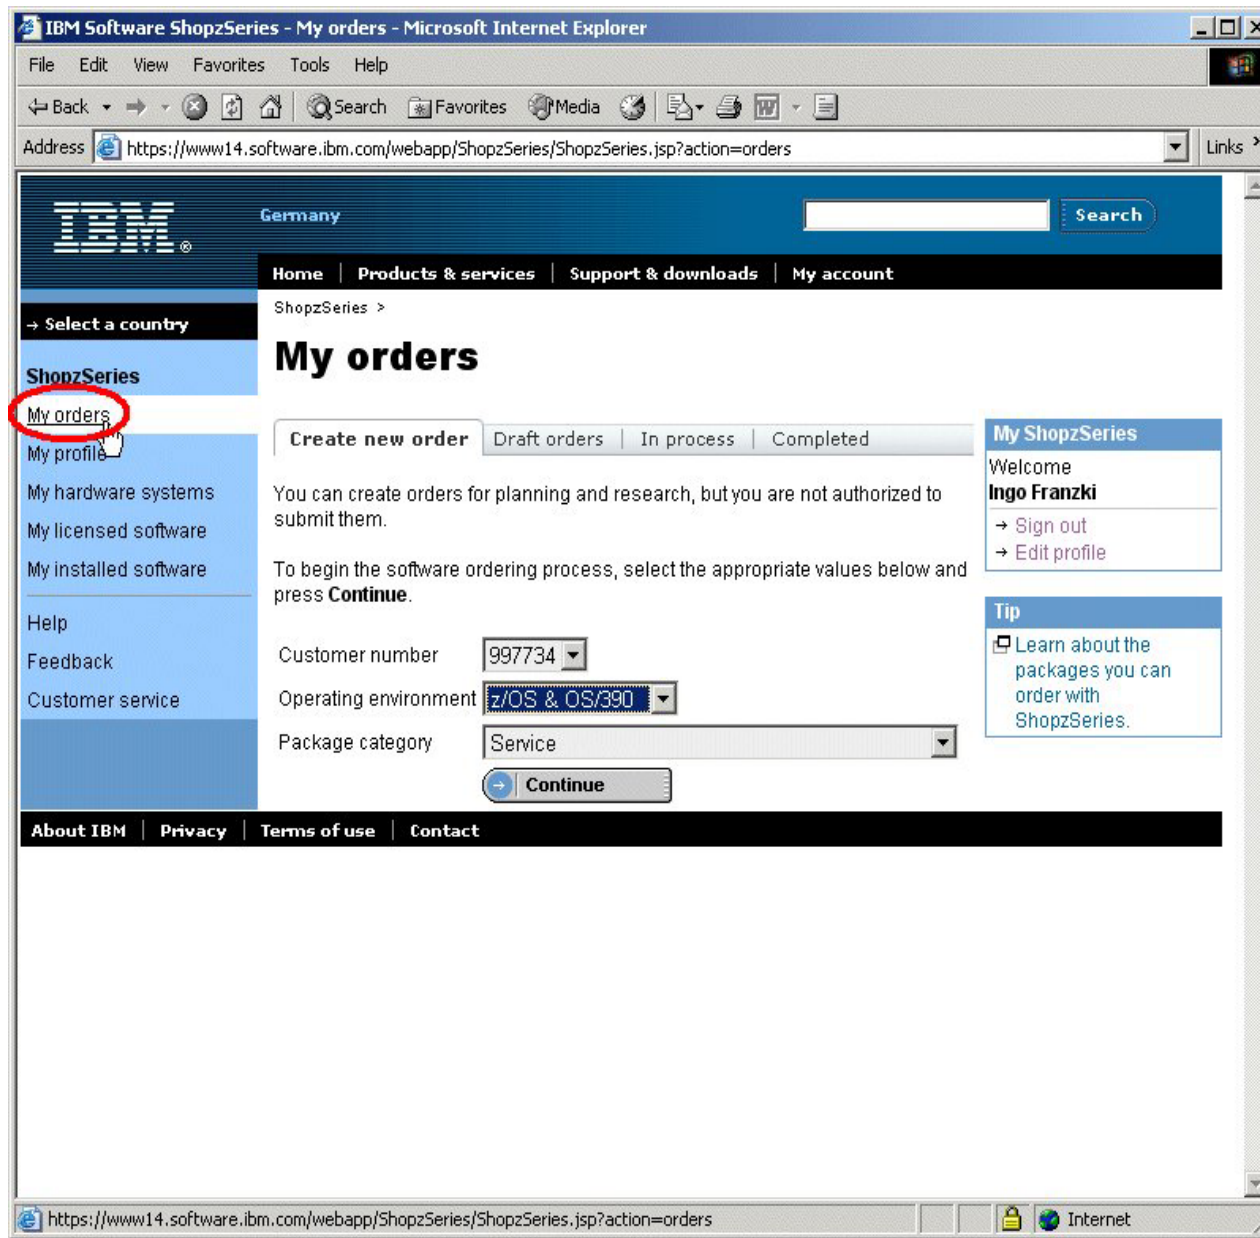 IBM Software ShopzSeries - My orders - Microsoft Internet Explorer
File Edit View Favorites Tools Help
Back Search Favorites Media
Address https://www14.software.ibm.com/webapp/ShopzSeries/ShopzSeries.jsp?action=orders Links
IBM ®
Germany
Search
Home | Products & services | Support & downloads | My account
→ Select a country
ShopzSeries
My orders
My profile
My hardware systems
My licensed software
My installed software
Help
Feedback
Customer service
ShopzSeries >
My orders
Create new order Draft orders | In process | Completed
You can create orders for planning and research, but you are not authorized to
submit them.
To begin the software ordering process, select the appropriate values below and
press Continue.
Customer number 997734
Operating environment z/OS & OS/390
Package category Service
Continue
My ShopzSeries
Welcome
Ingo Franzki
→ Sign out
→ Edit profile
Tip
Learn about the
packages you can
order with
ShopzSeries.
About IBM | Privacy | Terms of use | Contact
https://www14.software.ibm.com/webapp/ShopzSeries/ShopzSeries.jsp?action=orders Internet